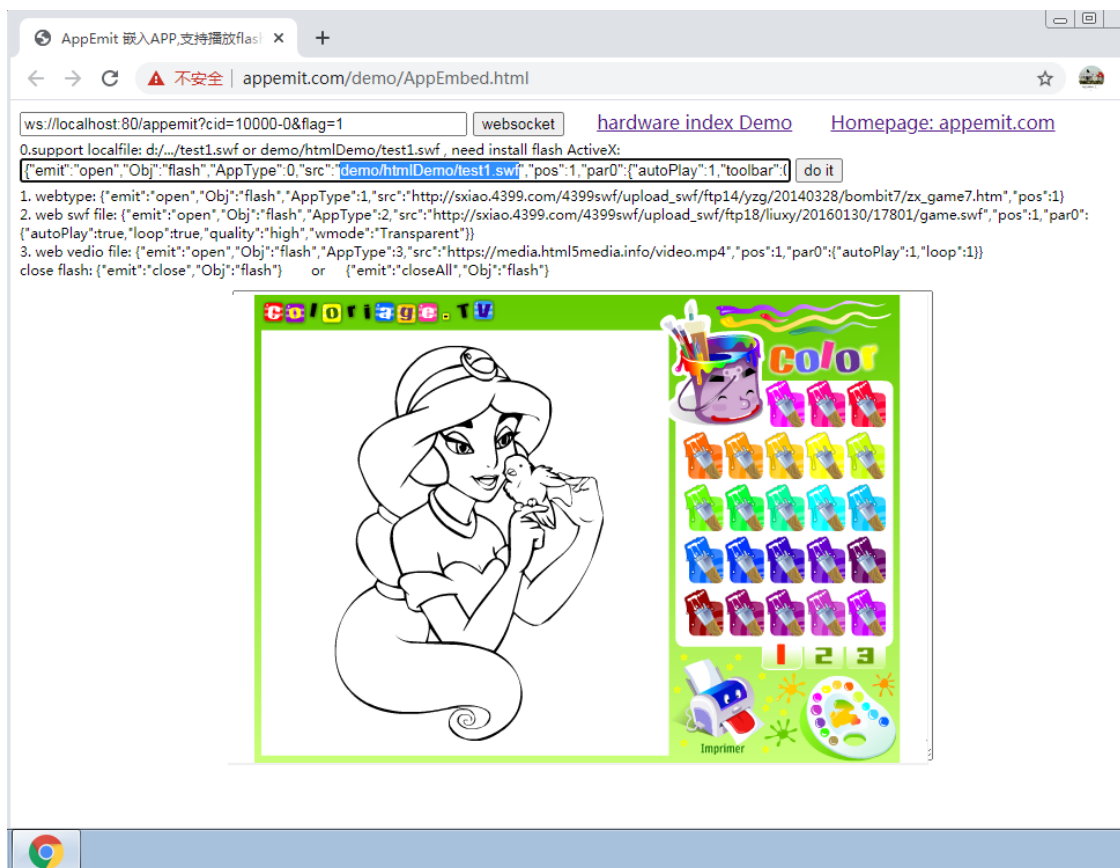 AppEmit 嵌入APP,支持播放flas
不安全 appemit.com/demo/AppEmbed.html
ws://localhost:80/appemit?cid=10000-0&flag=1 websocket hardware index Demo Homepage: appemit.com
0.support localfile: d:/.../test1.swf or demo/htmlDemo/test1.swf , need install flash ActiveX:
{"emit":"open","Obj":"flash","AppType":0,"src":"demo/htmlDemo/test1.swf","pos":1,"par0":{"autoPlay":1,"toolbar":( do it
1. webtype: {"emit":"open","Obj":"flash","AppType":1,"src":"http://sxiao.4399.com/4399swf/upload_swf/ftp14/yzg/20140328/bombit7/zx_game7.htm","pos":1}
2. web swf file: {"emit":"open","Obj":"flash","AppType":2,"src":"http://sxiao.4399.com/4399swf/upload_swf/ftp18/liuxy/20160130/17801/game.swf","pos":1,"par0":
{"autoPlay":true,"loop":true,"quality":"high","wmode":"Transparent"}}
3. web vedio file: {"emit":"open","Obj":"flash","AppType":3,"src":"https://media.html5media.info/video.mp4","pos":1,"par0":{"autoPlay":1,"loop":1}}
close flash: {"emit":"close","Obj":"flash"} or {"emit":"closeAll","Obj":"flash"}
Coloriage.TV
Color
1 2 3
Imprimer